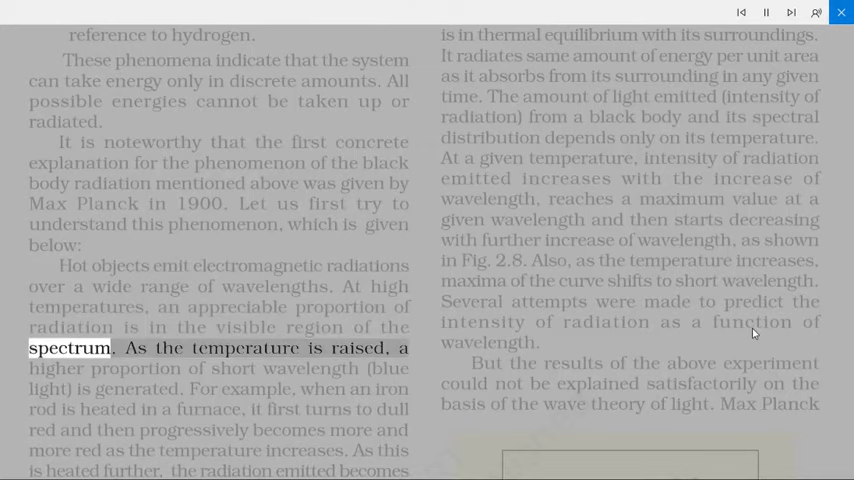 reference to hydrogen.
These phenomena indicate that the system
can take energy only in discrete amounts. All
possible energies cannot be taken up or
radiated.
It is noteworthy that the first concrete
explanation for the phenomenon of the black
body radiation mentioned above was given by
Max Planck in 1900. Let us first try to
understand this phenomenon, which is given
below:
Hot objects emit electromagnetic radiations
over a wide range of wavelengths. At high
temperatures, an appreciable proportion of
radiation is in the visible region of the
spectrum. As the temperature is raised, a
higher proportion of short wavelength (blue
light) is generated. For example, when an iron
rod is heated in a furnace, it first turns to dull
red and then progressively becomes more and
more red as the temperature increases. As this
is heated further, the radiation emitted becomes
is in thermal equilibrium with its surroundings.
It radiates same amount of energy per unit area
as it absorbs from its surrounding in any given
time. The amount of light emitted (intensity of
radiation) from a black body and its spectral
distribution depends only on its temperature.
At a given temperature, intensity of radiation
emitted increases with the increase of
wavelength, reaches a maximum value at a
given wavelength and then starts decreasing
with further increase of wavelength, as shown
in Fig. 2.8. Also, as the temperature increases,
maxima of the curve shifts to short wavelength.
Several attempts were made to predict the
intensity of radiation as a function of
wavelength.
But the results of the above experiment
could not be explained satisfactorily on the
basis of the wave theory of light. Max Planck